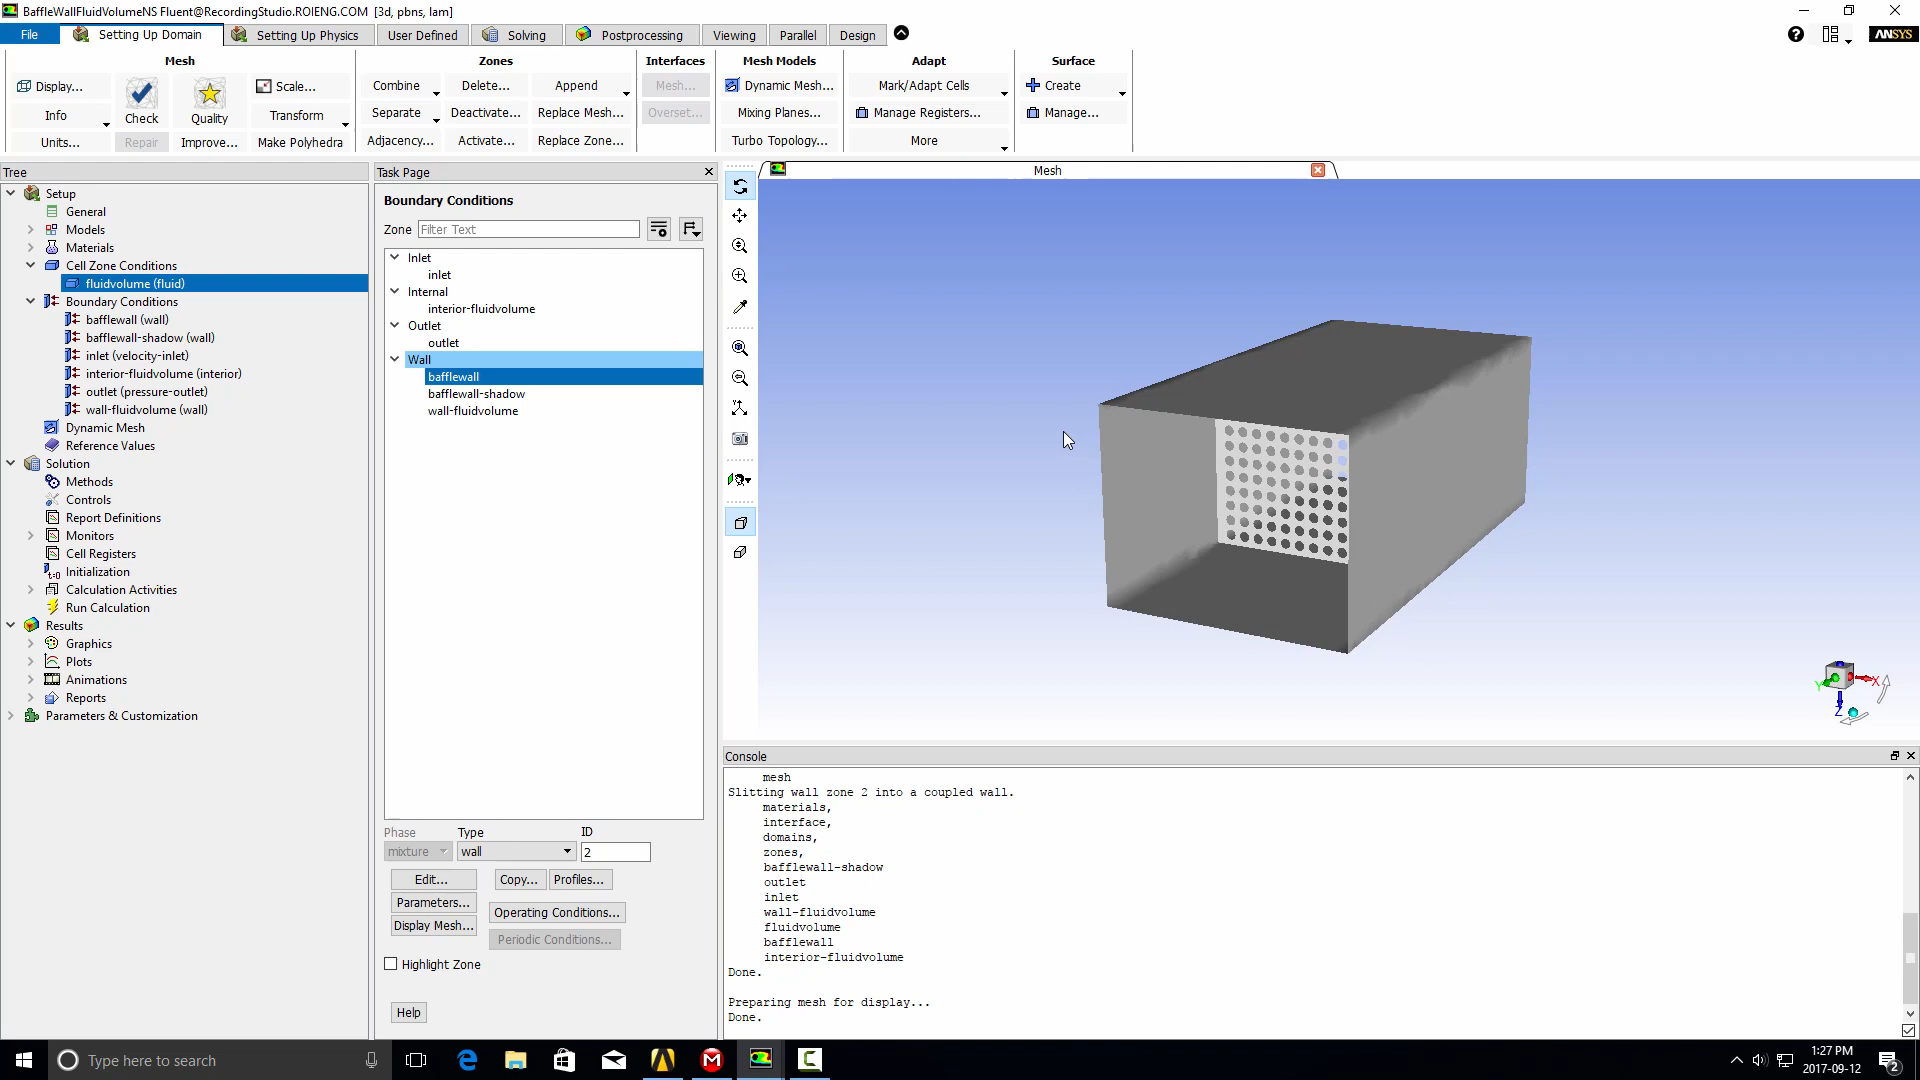 BaffleWallFluidVolumeNS Fluent@RecordingStudio.ROIENG.COM [3d, pbns, lam]
File
Setting Up Domain
Setting Up Physics
User Defined
Solving
Postprocessing
Viewing
Parallel
Design
ANSYS
Mesh
Display...
Info
Units...
Check
Repair
Quality
Improve...
Scale...
Transform
Make Polyhedra
Zones
Combine
Separate
Adjacency...
Delete...
Deactivate...
Activate...
Append
Replace Mesh...
Replace Zone...
Interfaces
Mesh...
Overset...
Mesh Models
Dynamic Mesh...
Mixing Planes...
Turbo Topology...
Adapt
Mark/Adapt Cells
Manage Registers...
More
Surface
Create
Manage...
Tree
Setup
General
Models
Materials
Cell Zone Conditions
fluidvolume (fluid)
Boundary Conditions
bafflewall (wall)
bafflewall-shadow (wall)
inlet (velocity-inlet)
interior-fluidvolume (interior)
outlet (pressure-outlet)
wall-fluidvolume (wall)
Dynamic Mesh
Reference Values
Solution
Methods
Controls
Report Definitions
Monitors
Cell Registers
Initialization
Calculation Activities
Run Calculation
Results
Graphics
Plots
Animations
Reports
Parameters & Customization
Task Page
Boundary Conditions
Zone Filter Text
Inlet
inlet
Internal
interior-fluidvolume
Outlet
outlet
Wall
bafflewall
bafflewall-shadow
wall-fluidvolume
Phase Type ID
mixture wall 2
Edit... Copy... Profiles...
Parameters... Operating Conditions...
Display Mesh... Periodic Conditions...
Highlight Zone
Help
Mesh
Y X
Z
Console
mesh
Slitting wall zone 2 into a coupled wall.
materials,
interface,
domains,
zones,
bafflewall-shadow
outlet
inlet
wall-fluidvolume
fluidvolume
bafflewall
interior-fluidvolume
Done.
Preparing mesh for display...
Done.
Type here to search
1:27 PM
2017-09-12
2